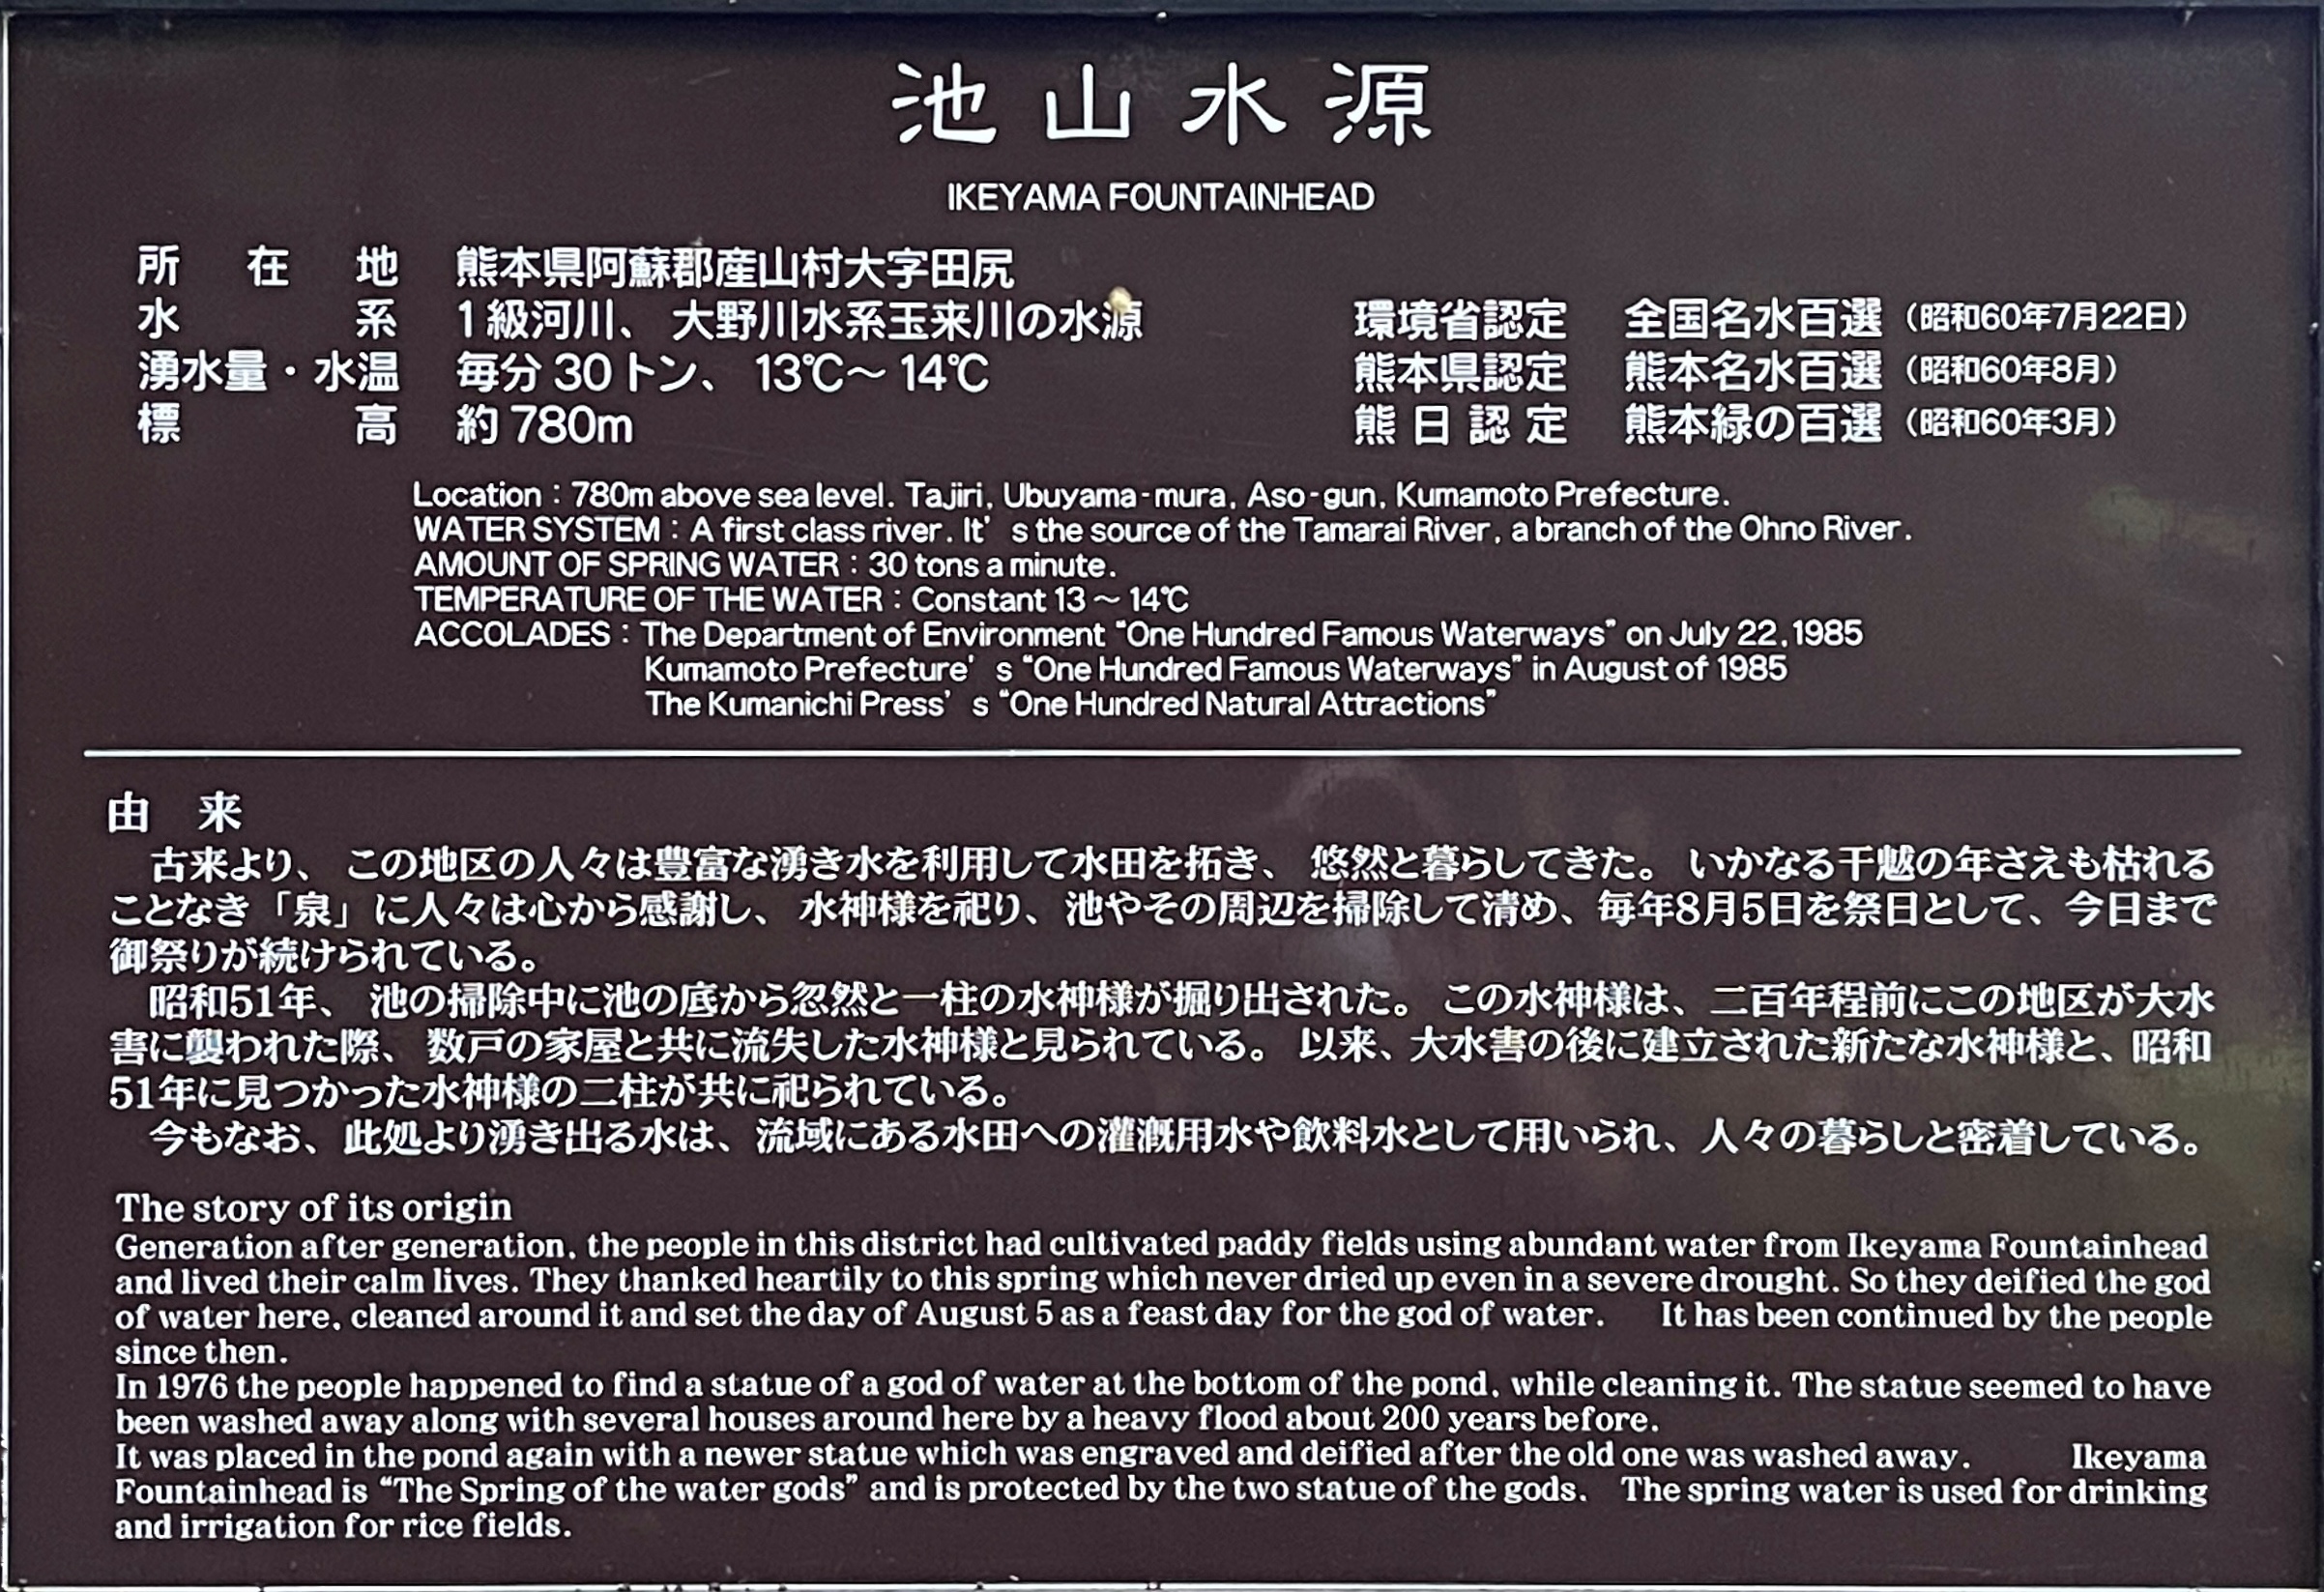 池山水源
IKEYAMA FOUNTAINHEAD
所在地 熊本県阿蘇郡産山村大字田尻
水系 1級河川、大野川水系玉来川の水源
湧水量・水温 毎分30トン、13℃〜14℃
標高 約780m
環境省認定 全国名水百選（昭和60年7月22日）
熊本県認定 熊本名水百選（昭和60年8月）
熊日認定 熊本緑の百選（昭和60年3月）
Location：780m above sea level. Tajiri, Ubuyama-mura, Aso-gun, Kumamoto Prefecture.
WATER SYSTEM：A first class river. It's the source of the Tamarai River, a branch of the Ohno River.
AMOUNT OF SPRING WATER：30 tons a minute.
TEMPERATURE OF THE WATER：Constant 13〜14℃
ACCOLADES：The Department of Environment "One Hundred Famous Waterways" on July 22, 1985
Kumamoto Prefecture's "One Hundred Famous Waterways" in August of 1985
The Kumanichi Press's "One Hundred Natural Attractions"
由来
古来より、この地区の人々は豊富な湧き水を利用して水田を拓き、悠然と暮らしてきた。いかなる干魃の年さえも枯れる
ことなき「泉」に人々は心から感謝し、水神様を祀り、池やその周辺を掃除して清め、毎年8月5日を祭日として、今日まで
御祭りが続けられている。
昭和51年、池の掃除中に池の底から忽然と一柱の水神様が掘り出された。この水神様は、二百年程前にこの地区が大水
害に襲われた際、数戸の家屋と共に流失した水神様と見られている。以来、大水害の後に建立された新たな水神様と、昭和
51年に見つかった水神様の二柱が共に祀られている。
今もなお、此処より湧き出る水は、流域にある水田への灌漑用水や飲料水として用いられ、人々の暮らしと密着している。
The story of its origin
Generation after generation, the people in this district had cultivated paddy fields using abundant water from Ikeyama Fountainhead
and lived their calm lives. They thanked heartily to this spring which never dried up even in a severe drought. So they deified the god
of water here, cleaned around it and set the day of August 5 as a feast day for the god of water. It has been continued by the people
since then.
In 1976 the people happened to find a statue of a god of water at the bottom of the pond, while cleaning it. The statue seemed to have
been washed away along with several houses around here by a heavy flood about 200 years before.
It was placed in the pond again with a newer statue which was engraved and deified after the old one was washed away. Ikeyama
Fountainhead is "The Spring of the water gods" and is protected by the two statue of the gods. The spring water is used for drinking
and irrigation for rice fields.